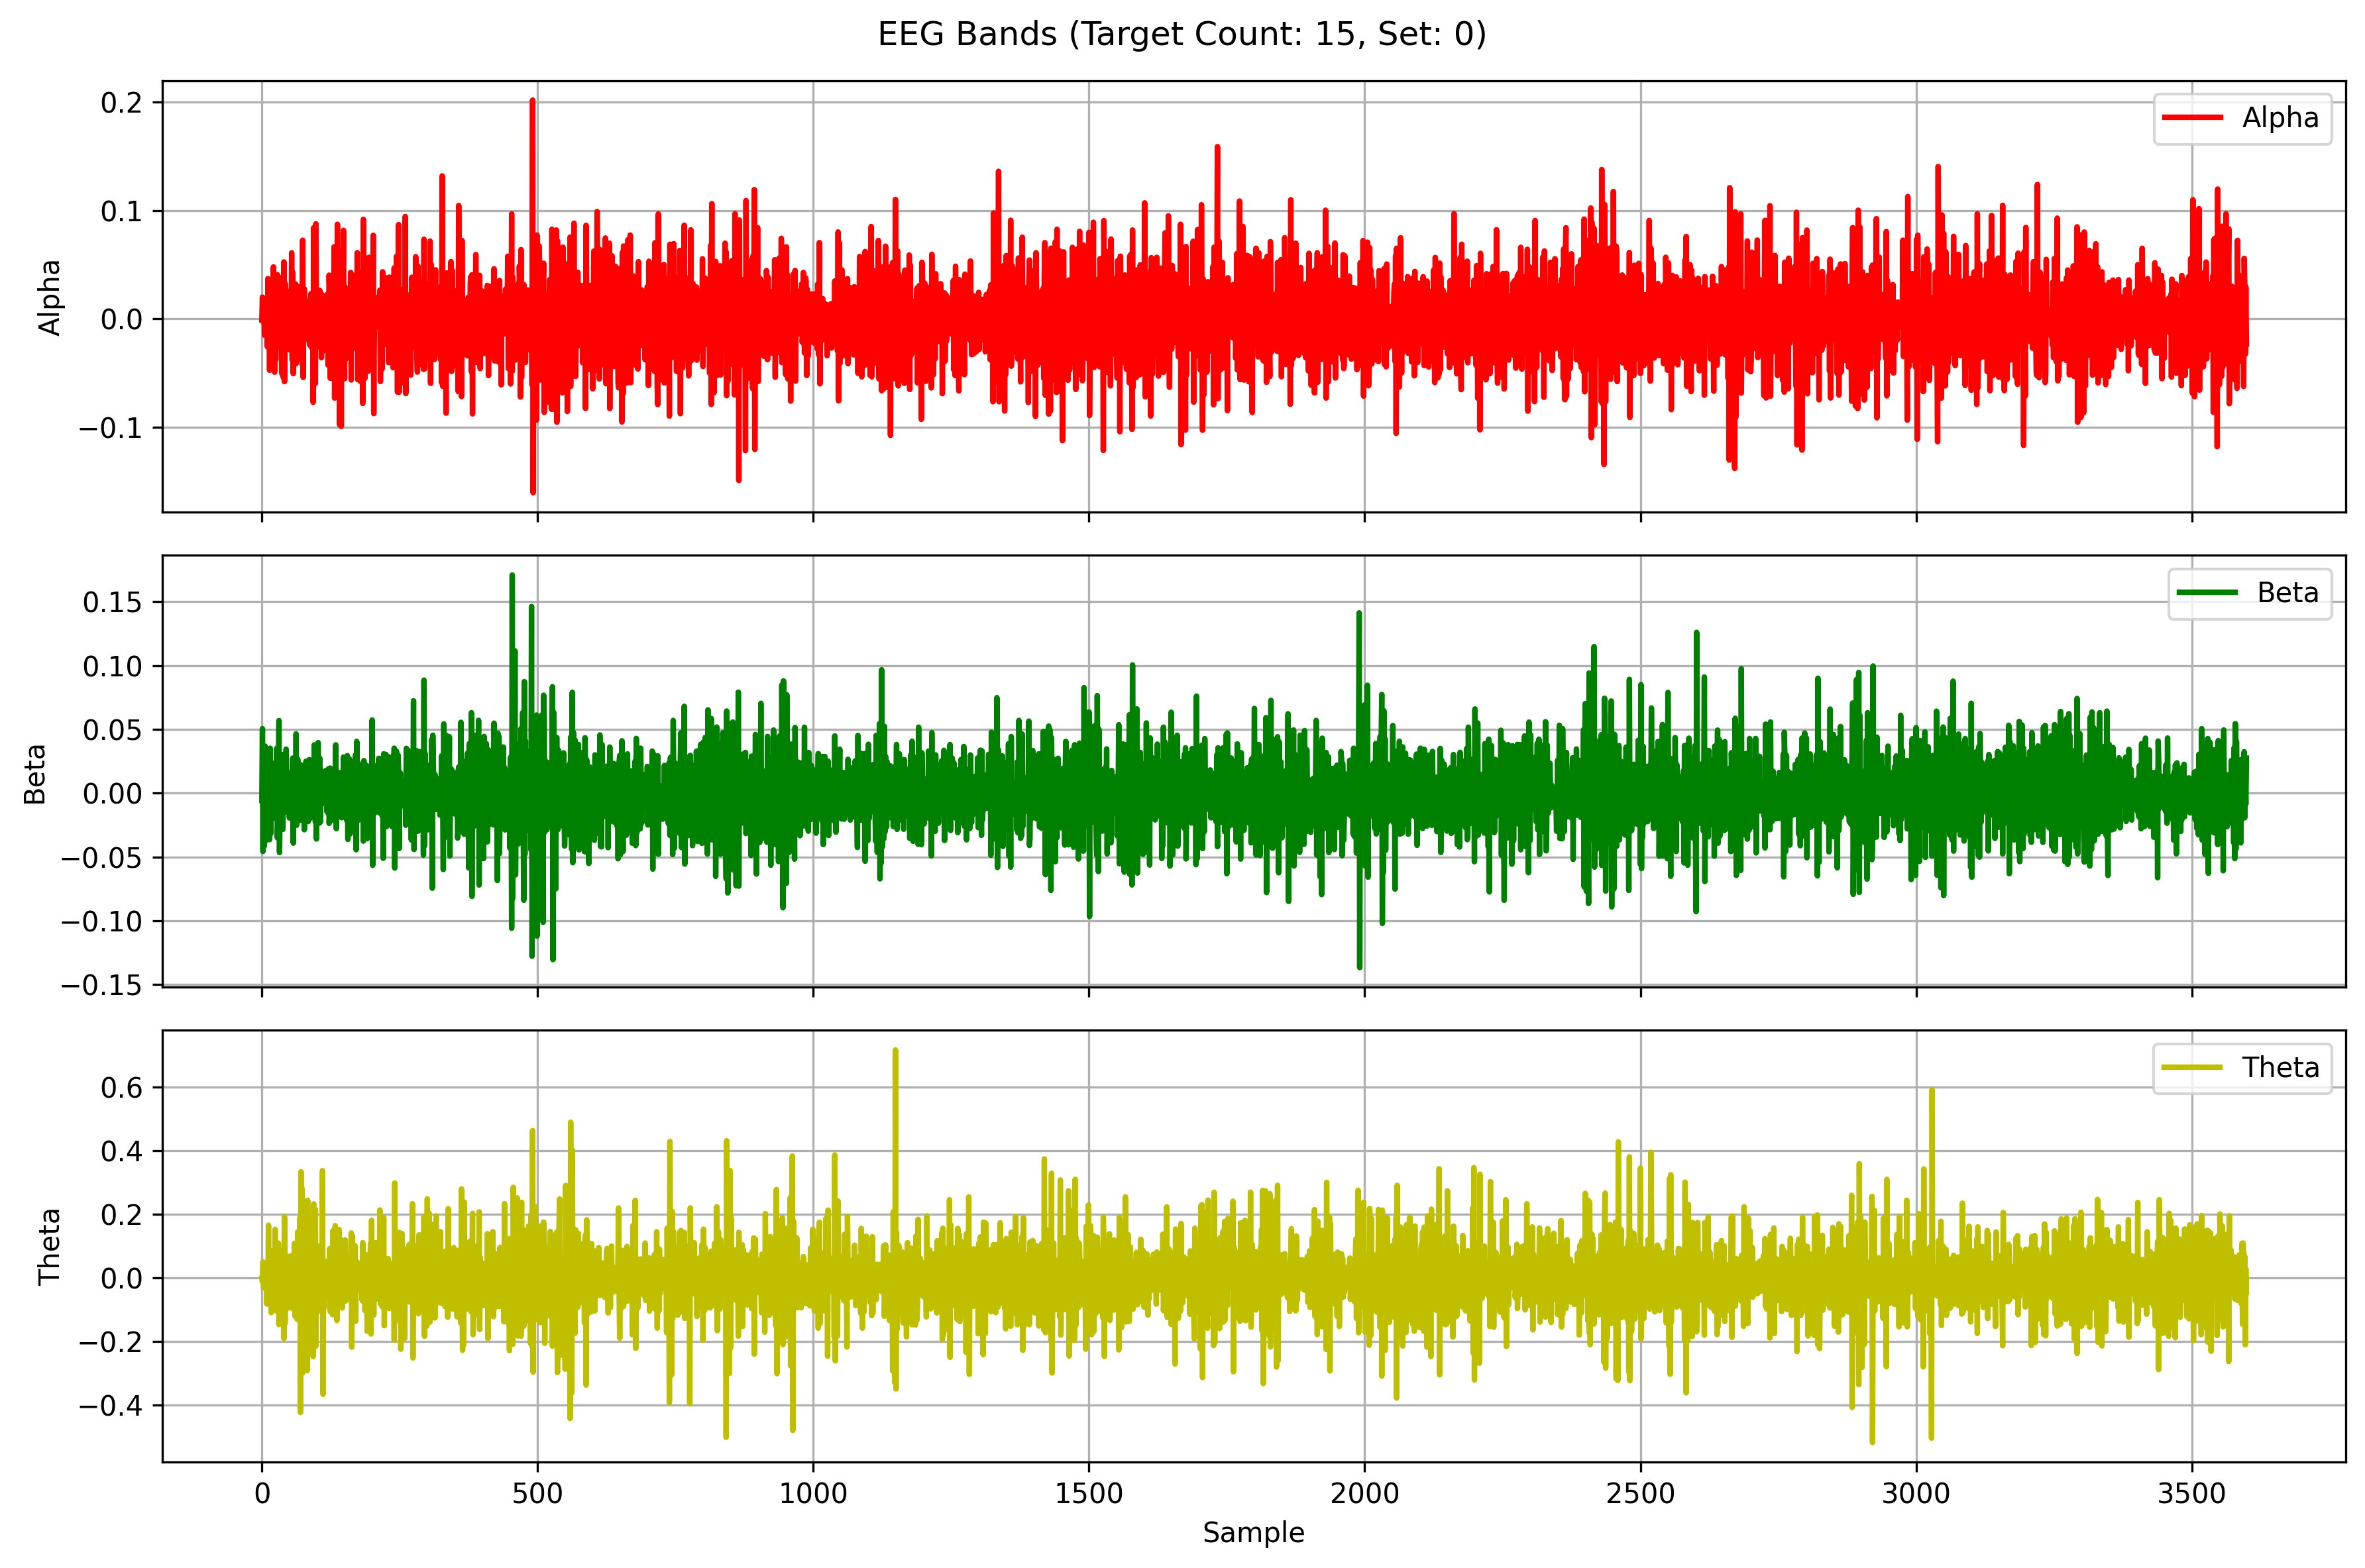 EEG Bands (Target Count: 15, Set: 0)
0.2
0.1
0.0
−0.1
Alpha
Alpha
0.15
0.10
0.05
0.00
−0.05
−0.10
−0.15
Beta
Beta
0.6
0.4
0.2
0.0
−0.2
−0.4
Theta
Theta
0 500 1000 1500 2000 2500 3000 3500
Sample